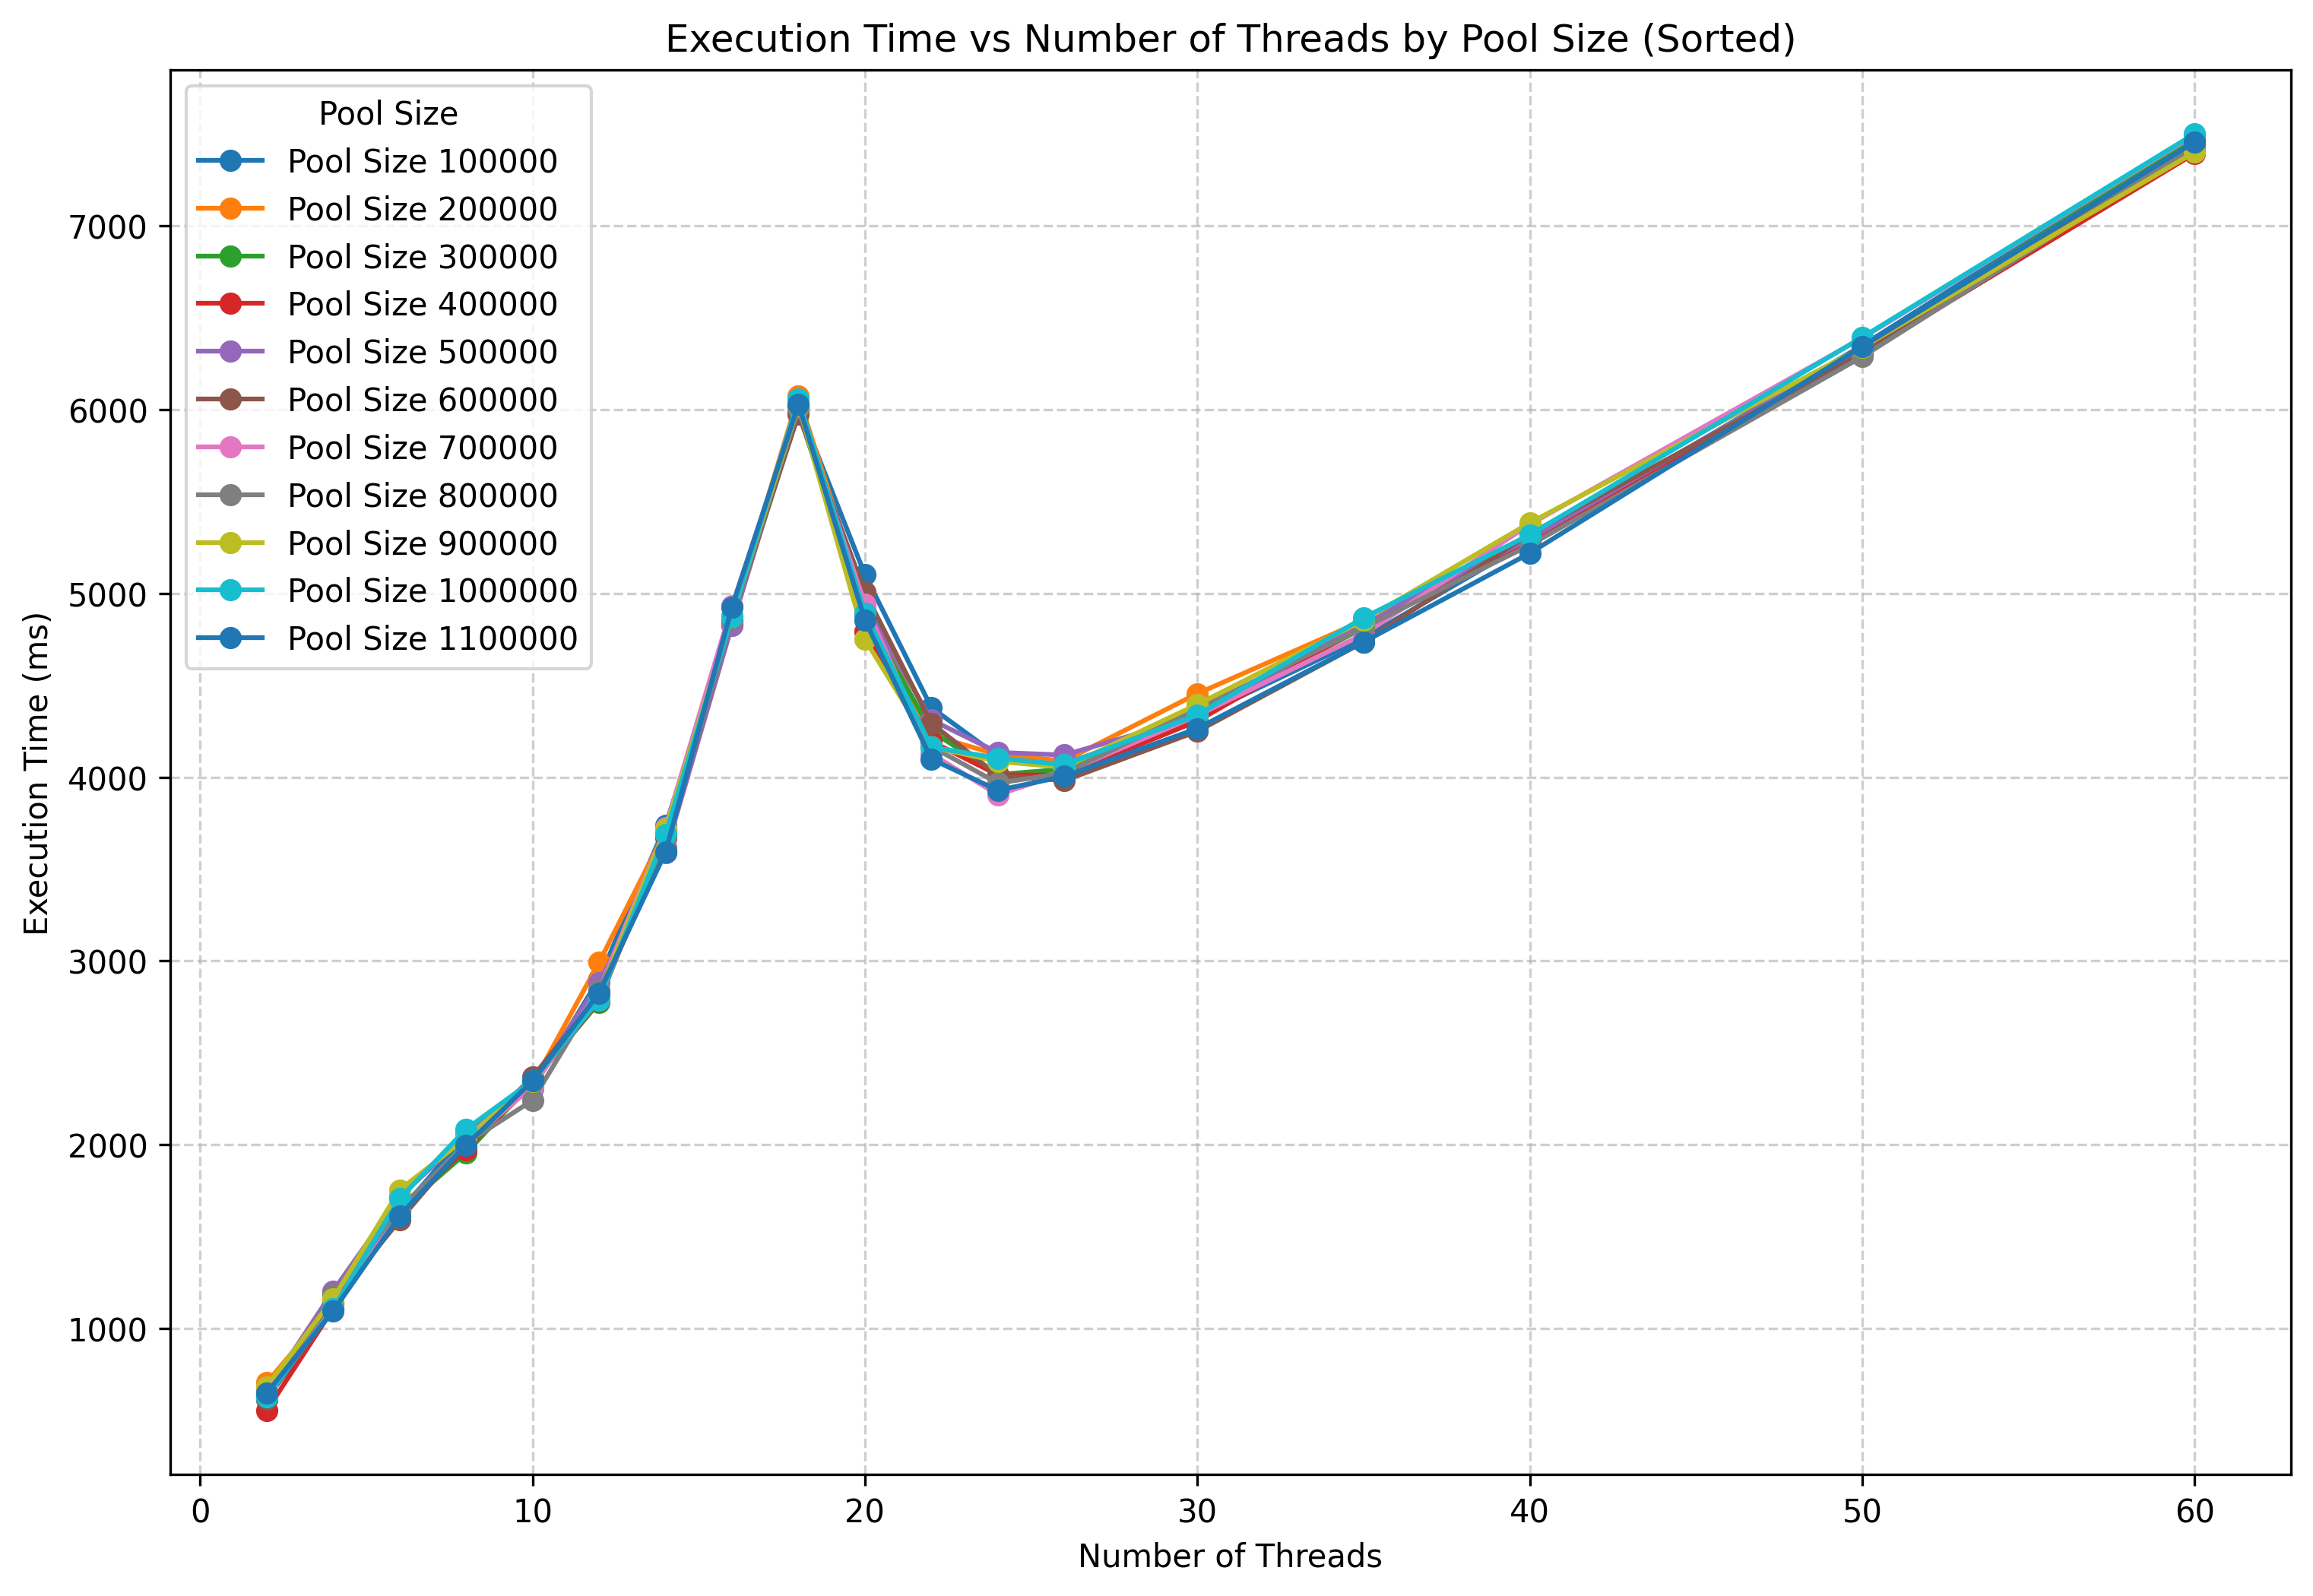 Execution Time vs Number of Threads by Pool Size (Sorted)
Pool Size
Pool Size 100000
Pool Size 200000
Pool Size 300000
Pool Size 400000
Pool Size 500000
Pool Size 600000
Pool Size 700000
Pool Size 800000
Pool Size 900000
Pool Size 1000000
Pool Size 1100000
Execution Time (ms)
7000
6000
5000
4000
3000
2000
1000
0 10 20 30 40 50 60
Number of Threads